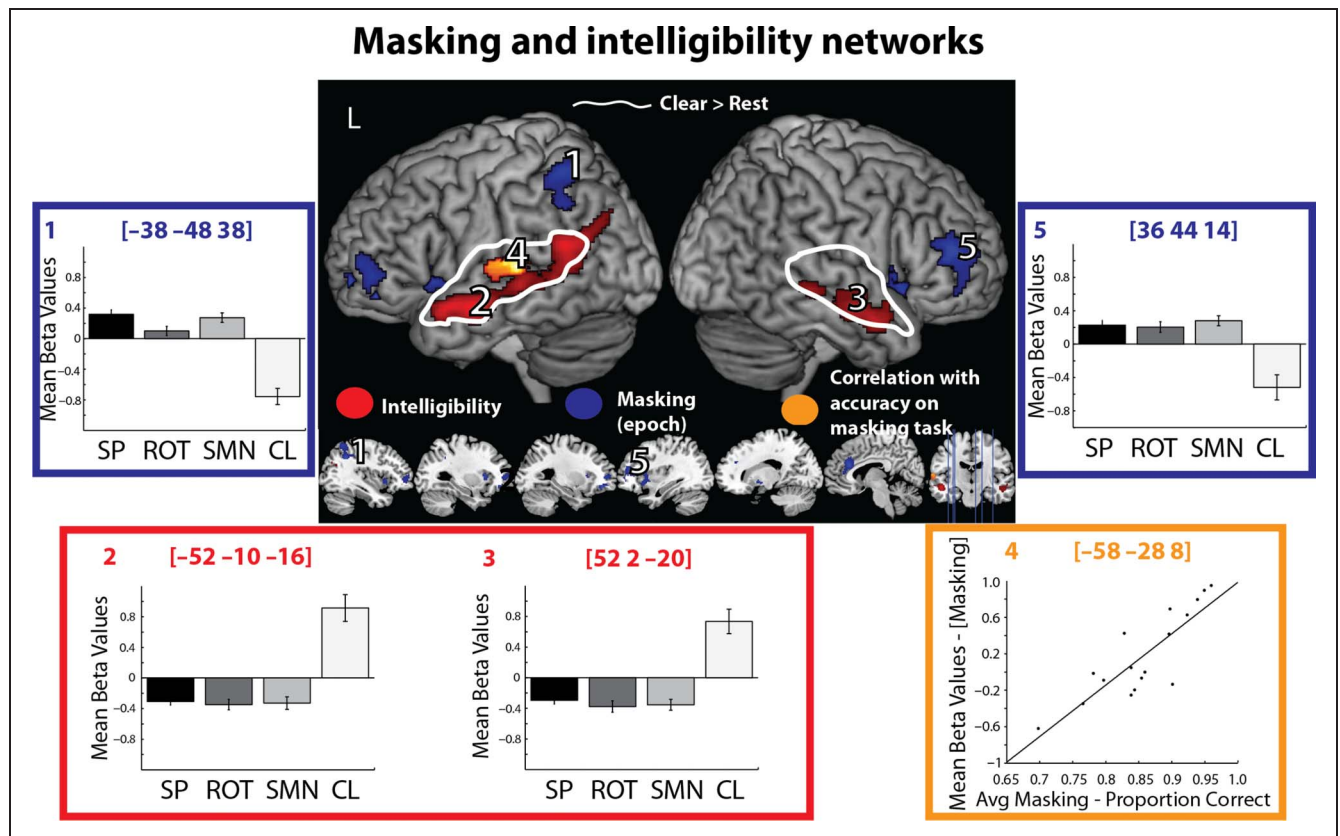 Masking and intelligibility networks
Clear > Rest
L
1
5
4
2
3
Intelligibility
Masking
(epoch)
Correlation with
accuracy on
masking task
1
5
1 [–38 –48 38]
Mean Beta Values
0.8
0.4
0
–0.4
–0.8
SP ROT SMN CL
5 [36 44 14]
Mean Beta Values
0.8
0.4
0
–0.4
–0.8
SP ROT SMN CL
2 [–52 –10 –16]
Mean Beta Values
0.8
0.4
0
–0.4
–0.8
SP ROT SMN CL
3 [52 2 –20]
Mean Beta Values
0.8
0.4
0
–0.4
–0.8
SP ROT SMN CL
4 [–58 –28 8]
Mean Beta Values - [Masking]
1.0
0.6
0.2
–0.2
–0.6
–1
0.65 0.7 0.75 0.8 0.85 0.9 0.95 1.0
Avg Masking - Proportion Correct